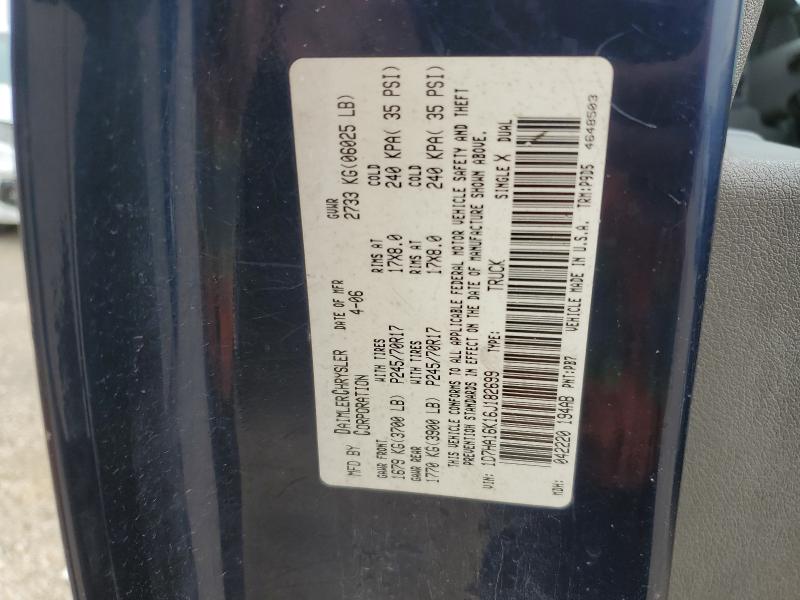 MFD BY DAIMLERCHRYSLER CORPORATION DATE OF MFR 4-06 GVWR 2733 KG(06025 LB)
GAWR FRONT WITH TIRES RIMS AT COLD
1679 KG(3700 LB) P245/70R17 17X8.0 240 KPA( 35 PSI)
GAWR REAR WITH TIRES RIMS AT COLD
1770 KG(3900 LB) P245/70R17 17X8.0 240 KPA( 35 PSI)
THIS VEHICLE CONFORMS TO ALL APPLICABLE FEDERAL MOTOR VEHICLE SAFETY AND THEFT
PREVENTION STANDARDS IN EFFECT ON THE DATE OF MANUFACTURE SHOWN ABOVE.
VIN: 1D7HA16K16J182699 TYPE: TRUCK SINGLE X DUAL
MDH: 042220 194AB PNT:PB7 VEHICLE MADE IN U.S.A. TRM:P9D5
4648503